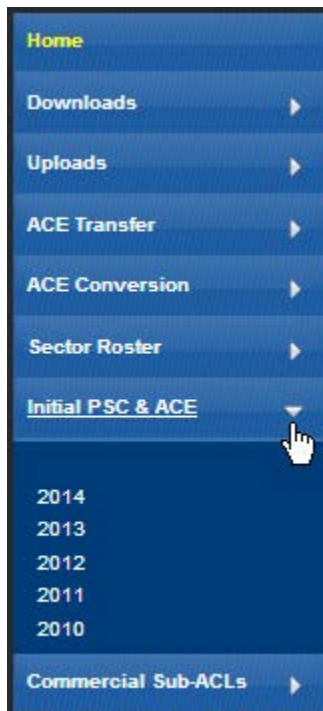 Home
Downloads
Uploads
ACE Transfer
ACE Conversion
Sector Roster
Initial PSC & ACE
2014
2013
2012
2011
2010
Commercial Sub-ACLs